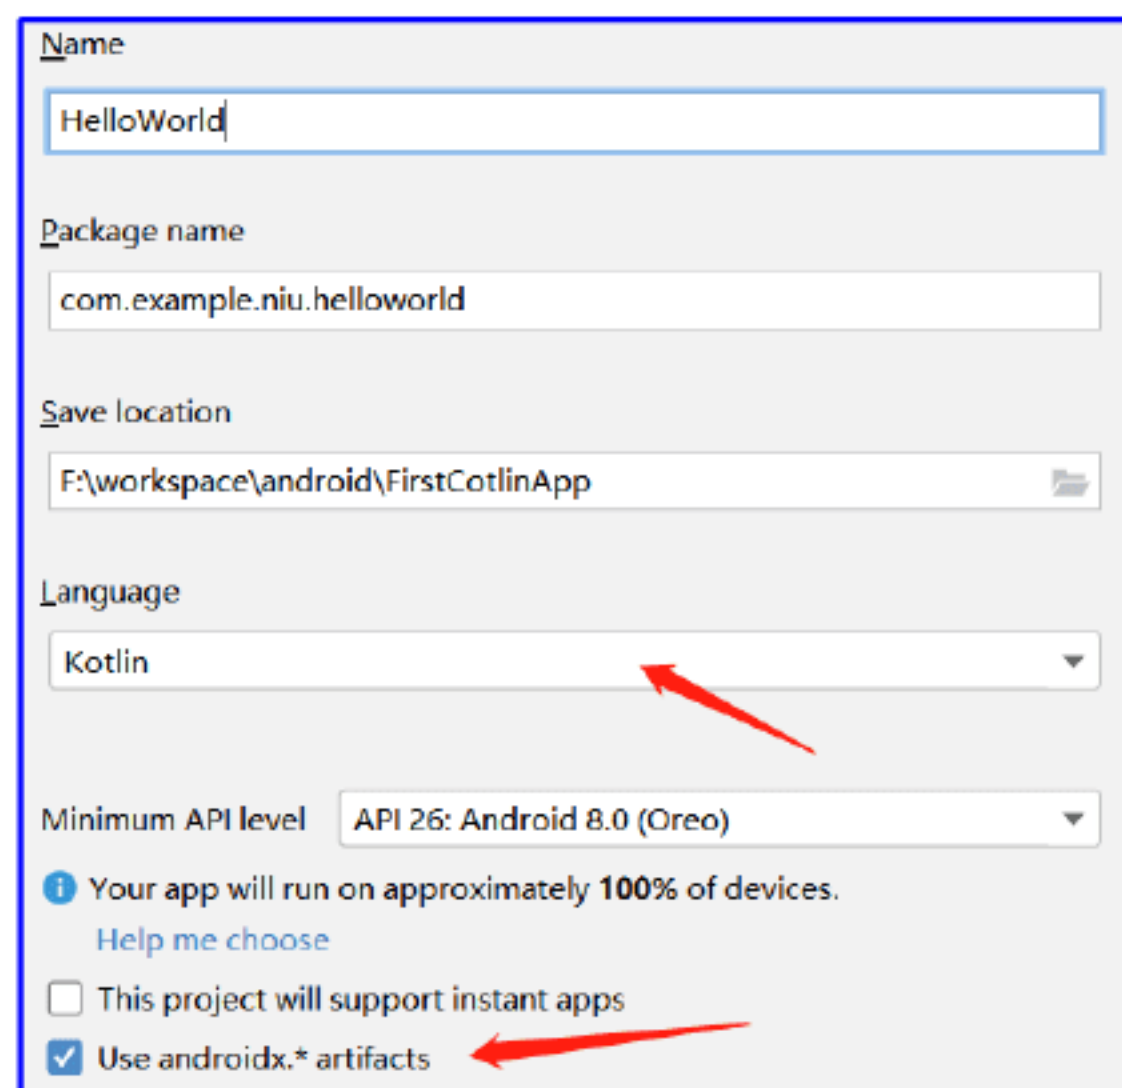 Name
HelloWorld
Package name
com.example.niu.helloworld
Save location
F:\workspace\android\FirstCotlinApp
Language
Kotlin
Minimum API level API 26: Android 8.0 (Oreo)
Your app will run on approximately 100% of devices.
Help me choose
This project will support instant apps
Use androidx.* artifacts